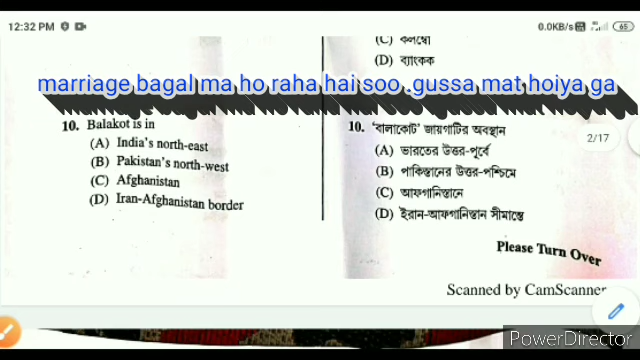 12:32 PM
0.0KB/s
65
(C) কলম্বো
(D) ব্যাংকক
marriage bagal ma ho raha hai soo .gussa mat hoiya ga
10. Balakot is in
(A) India's north-east
(B) Pakistan's north-west
(C) Afghanistan
(D) Iran-Afghanistan border
10. 'বালাকোট' জায়গাটির অবস্থান
(A) ভারতের উত্তর-পূর্বে
(B) পাকিস্তানের উত্তর-পশ্চিমে
(C) আফগানিস্তানে
(D) ইরান-আফগানিস্তান সীমান্তে
2/17
Please Turn Over
Scanned by CamScanner
PowerDirector